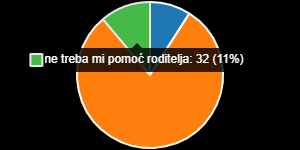 ne treba mi pomoć roditelja: 32 (11%)